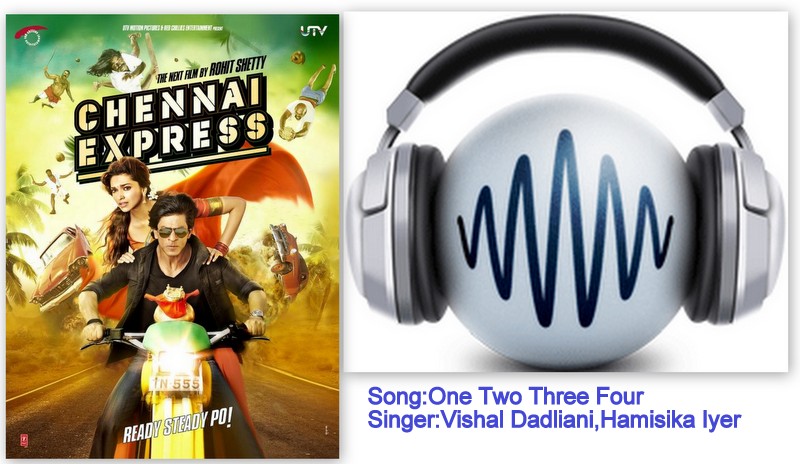 UTV MOTION PICTURES & RED CHILLIES ENTERTAINMENT PRESENT
UTV
THE NEXT FILM BY ROHIT SHETTY
CHENNAI
EXPRESS
N 555
READY STEADY PO!
Song:One Two Three Four
Singer:Vishal Dadliani,Hamisika Iyer